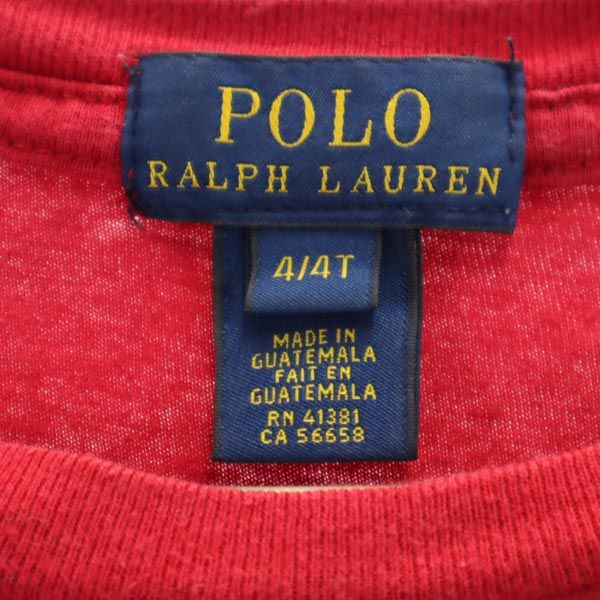 POLO
RALPH LAUREN
4/4T
MADE IN
GUATEMALA
FAIT EN
GUATEMALA
RN 41381
CA 56658